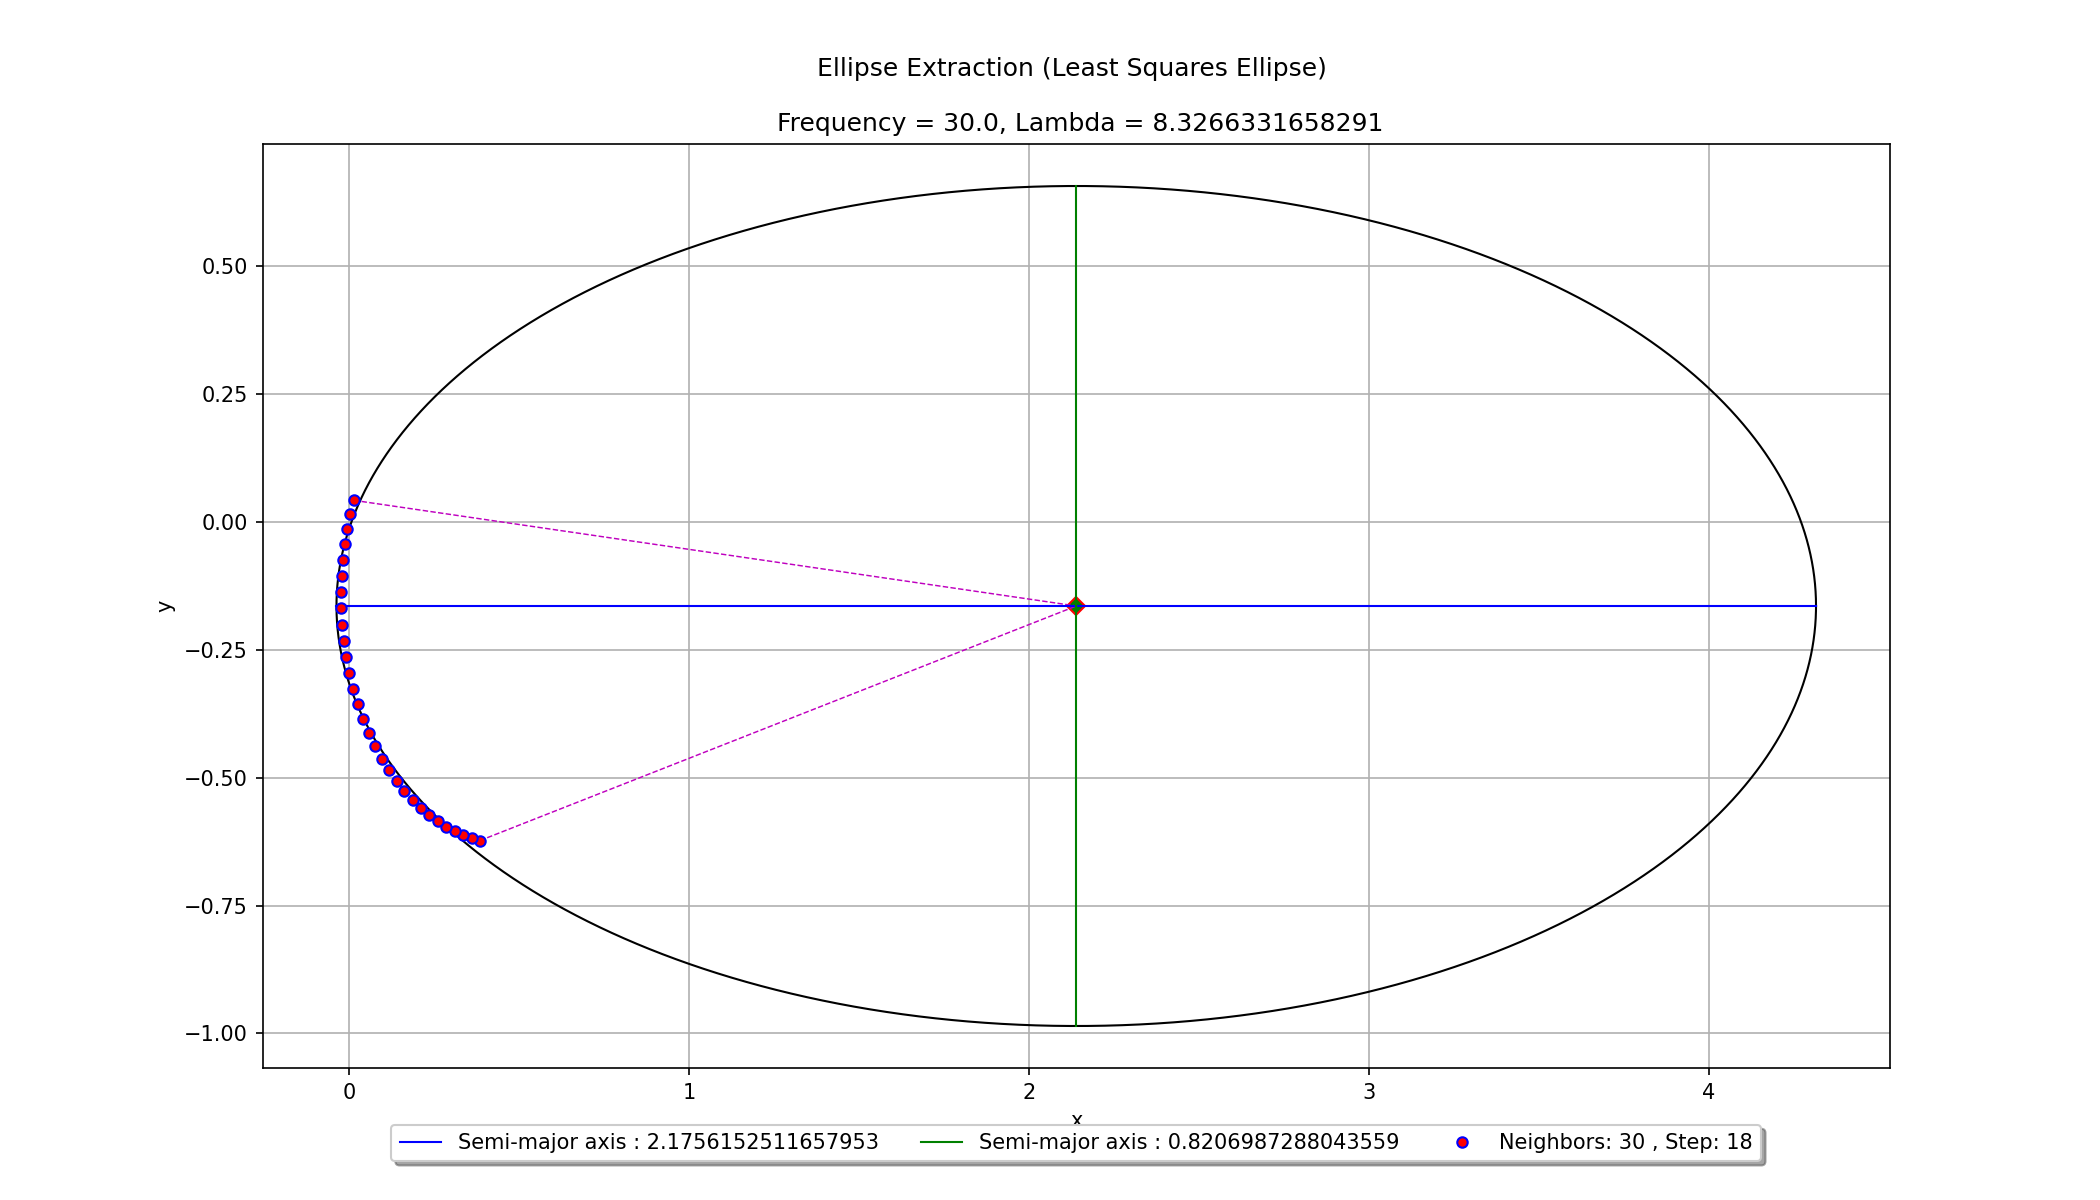 Ellipse Extraction (Least Squares Ellipse)
Frequency = 30.0, Lambda = 8.3266331658291
0.50
0.25
0.00
−0.25
−0.50
−0.75
−1.00
y
0 1 2 3 4
x
Semi-major axis : 2.1756152511657953 Semi-major axis : 0.8206987288043559 Neighbors: 30 , Step: 18